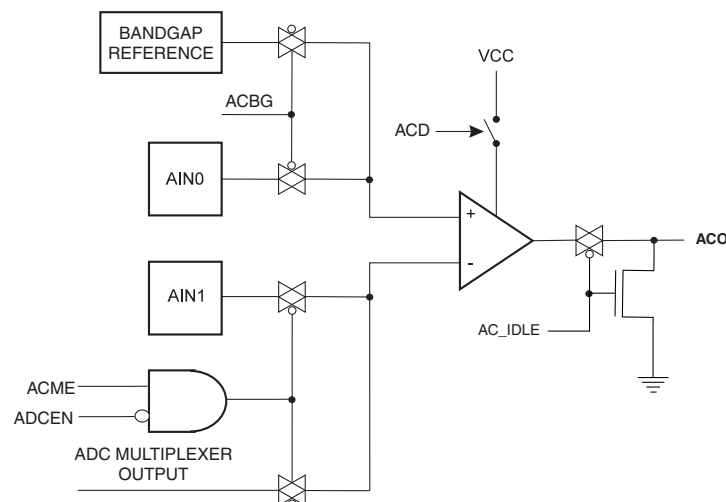 BANDGAP
REFERENCE
VCC
ACBG
ACD
AIN0
+
-
ACO
AIN1
AC_IDLE
ACME
ADCEN
ADC MULTIPLEXER
OUTPUT